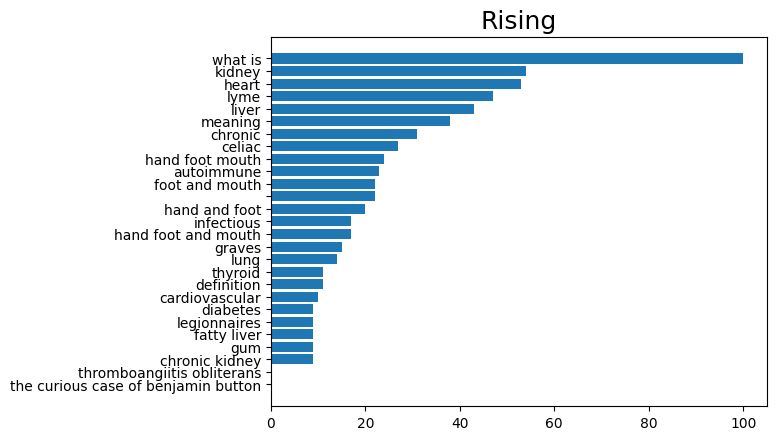 Rising
what is
kidney
heart
lyme
liver
meaning
chronic
celiac
hand foot mouth
autoimmune
foot and mouth
hand and foot
infectious
hand foot and mouth
graves
lung
thyroid
definition
cardiovascular
diabetes
legionnaires
fatty liver
gum
chronic kidney
thromboangiitis obliterans
the curious case of benjamin button
0 20 40 60 80 100